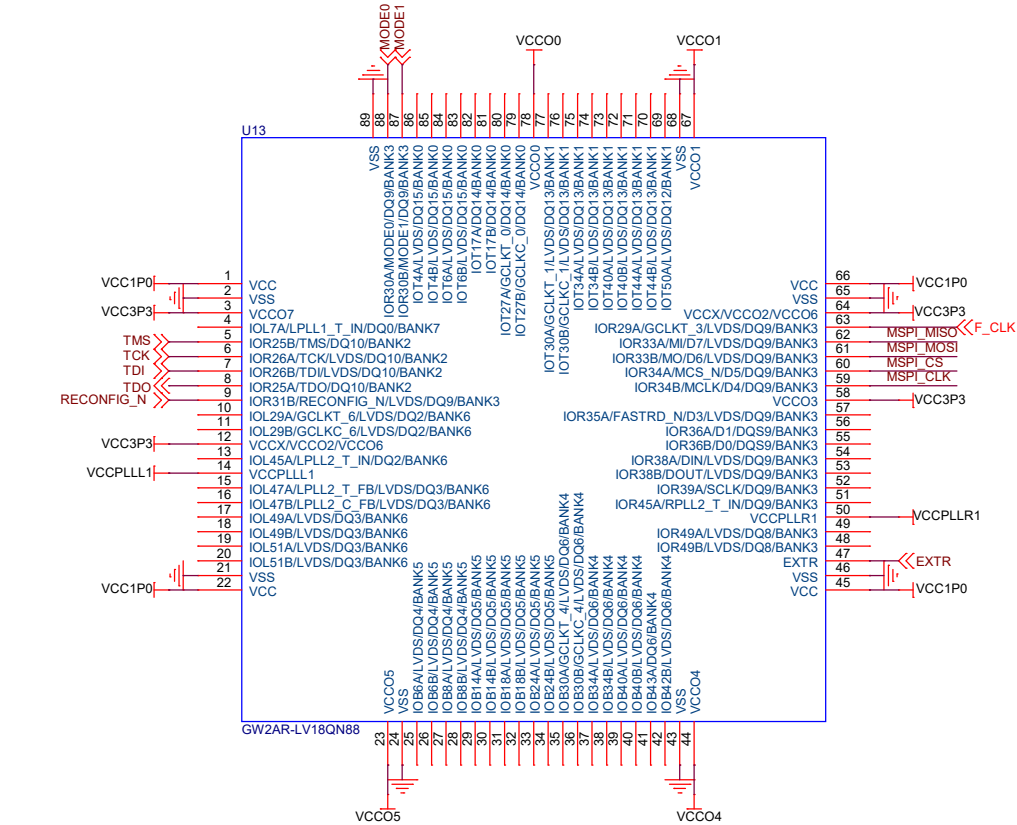 MODE0
MODE1
VCCO0
VCCO1
89
88
87
86
85
84
83
82
81
80
79
78
77
76
75
74
73
72
71
70
69
68
67
U13
VSS
IOR30A/MODE0/DQ9/BANK3
IOR30B/MODE1/DQ9/BANK3
IOT4A/LVDS/DQ15/BANK0
IOT4B/LVDS/DQ15/BANK0
IOT6A/LVDS/DQ15/BANK0
IOT6B/LVDS/DQ15/BANK0
IOT17A/DQ14/BANK0
IOT17B/DQ14/BANK0
IOT27A/GCLKT_0/DQ14/BANK0
IOT27B/GCLKC_0/DQ14/BANK0
VCCO0
IOT30A/GCLKT_1/LVDS/DQ13/BANK1
IOT30B/GCLKC_1/LVDS/DQ13/BANK1
IOT34A/LVDS/DQ13/BANK1
IOT34B/LVDS/DQ13/BANK1
IOT40A/LVDS/DQ13/BANK1
IOT40B/LVDS/DQ13/BANK1
IOT44A/LVDS/DQ13/BANK1
IOT44B/LVDS/DQ13/BANK1
IOT50A/LVDS/DQ12/BANK1
VSS
VCCO1
VCC1P0 1 VCC
2 VSS
VCC3P3 3 VCCO7
4 IOL7A/LPLL1_T_IN/DQ0/BANK7
TMS 5 IOR25B/TMS/DQ10/BANK2
TCK 6 IOR26A/TCK/LVDS/DQ10/BANK2
TDI 7 IOR26B/TDI/LVDS/DQ10/BANK2
TDO 8 IOR25A/TDO/DQ10/BANK2
RECONFIG_N 9 IOR31B/RECONFIG_N/LVDS/DQ9/BANK3
10 IOL29A/GCLKT_6/LVDS/DQ2/BANK6
11 IOL29B/GCLKC_6/LVDS/DQ2/BANK6
VCC3P3 12 VCCX/VCCO2/VCCO6
13 IOL45A/LPLL2_T_IN/DQ2/BANK6
VCCPLLL1 14 VCCPLLL1
15 IOL47A/LPLL2_T_FB/LVDS/DQ3/BANK6
16 IOL47B/LPLL2_C_FB/LVDS/DQ3/BANK6
17 IOL49A/LVDS/DQ3/BANK6
18 IOL49B/LVDS/DQ3/BANK6
19 IOL51A/LVDS/DQ3/BANK6
20 IOL51B/LVDS/DQ3/BANK6
21 VSS
VCC1P0 22 VCC
VCC 66 VCC1P0
VSS 65
VCCX/VCCO2/VCCO6 64 VCC3P3
IOR29A/GCLKT_3/LVDS/DQ9/BANK3 63 F_CLK
IOR33A/MI/D7/LVDS/DQ9/BANK3 62 MSPI_MISO
IOR33B/MO/D6/LVDS/DQ9/BANK3 61 MSPI_MOSI
IOR34A/MCS_N/D5/DQ9/BANK3 60 MSPI_CS
IOR34B/MCLK/D4/DQ9/BANK3 59 MSPI_CLK
VCCO3 58 VCC3P3
IOR35A/FASTRD_N/D3/LVDS/DQ9/BANK3 57
IOR36A/D1/DQS9/BANK3 56
IOR36B/D0/DQS9/BANK3 55
IOR38A/DIN/LVDS/DQ9/BANK3 54
IOR38B/DOUT/LVDS/DQ9/BANK3 53
IOR39A/SCLK/DQ9/BANK3 52
IOR45A/RPLL2_T_IN/DQ9/BANK3 51
VCCPLLR1 50 VCCPLLR1
IOR49A/LVDS/DQ8/BANK3 49
IOR49B/LVDS/DQ8/BANK3 48
EXTR 47 EXTR
VSS 46
VCC 45 VCC1P0
VCCO5
VSS
IOB6A/LVDS/DQ4/BANK5
IOB6B/LVDS/DQ4/BANK5
IOB8A/LVDS/DQ4/BANK5
IOB8B/LVDS/DQ4/BANK5
IOB14A/LVDS/DQ5/BANK5
IOB14B/LVDS/DQ5/BANK5
IOB18A/LVDS/DQ5/BANK5
IOB18B/LVDS/DQ5/BANK5
IOB24A/LVDS/DQ5/BANK5
IOB24B/LVDS/DQ5/BANK5
IOB30A/GCLKT_4/LVDS/DQ6/BANK4
IOB30B/GCLKC_4/LVDS/DQ6/BANK4
IOB34A/LVDS/DQ6/BANK4
IOB34B/LVDS/DQ6/BANK4
IOB40A/LVDS/DQ6/BANK4
IOB40B/LVDS/DQ6/BANK4
IOB43A/DQ6/BANK4
IOB42B/LVDS/DQ6/BANK4
VSS
VCCO4
GW2AR-LV18QN88
23
24
25
26
27
28
29
30
31
32
33
34
35
36
37
38
39
40
41
42
43
44
VCCO5
VCCO4